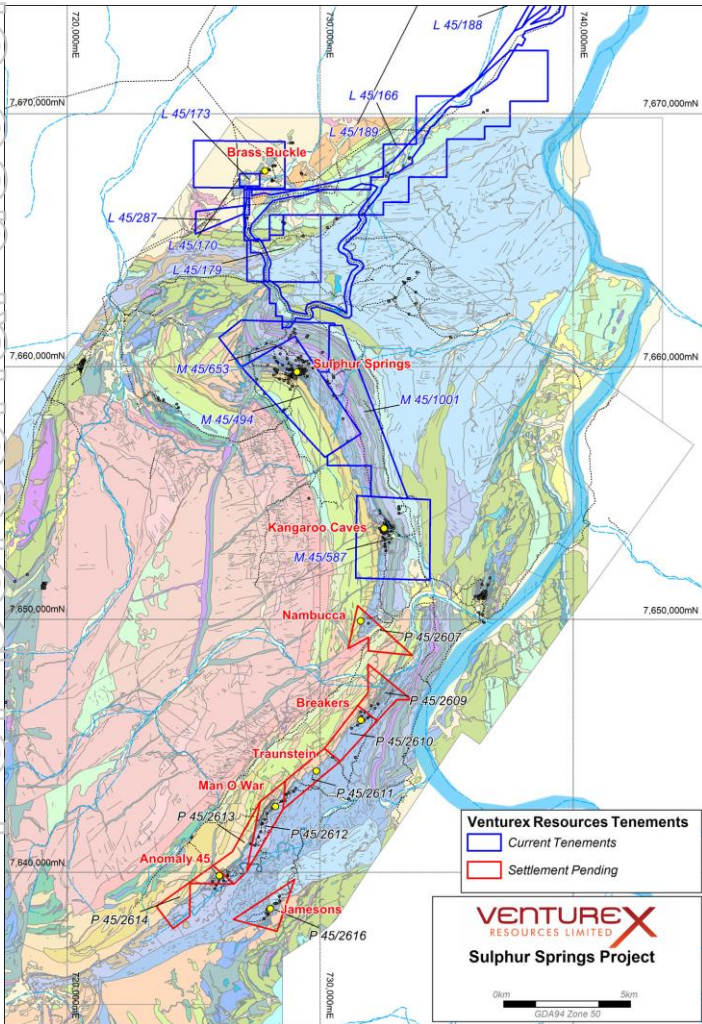 720,000mE
730,000mE
740,000mE
L 45/188
7,670,000mN
7,670,000mN
L 45/173
L 45/166
L 45/189
Brass Buckle
L 45/287
L 45/170
L 45/179
7,660,000mN
7,660,000mN
M 45/653
Sulphur Springs
M 45/494
M 45/1001
Kangaroo Caves
M 45/587
7,650,000mN
7,650,000mN
Nambucca
P 45/2607
Breakers
P 45/2609
P 45/2610
Traunstein
Man O War
P 45/2611
P 45/2613
P 45/2612
Anomaly 45
7,640,000mN
P 45/2614
Jamesons
P 45/2616
720,000mE
730,000mE
Venturex Resources Tenements
Current Tenements
Settlement Pending
VENTUREX
RESOURCES LIMITED
Sulphur Springs Project
0km 5km
GDA94 Zone 50